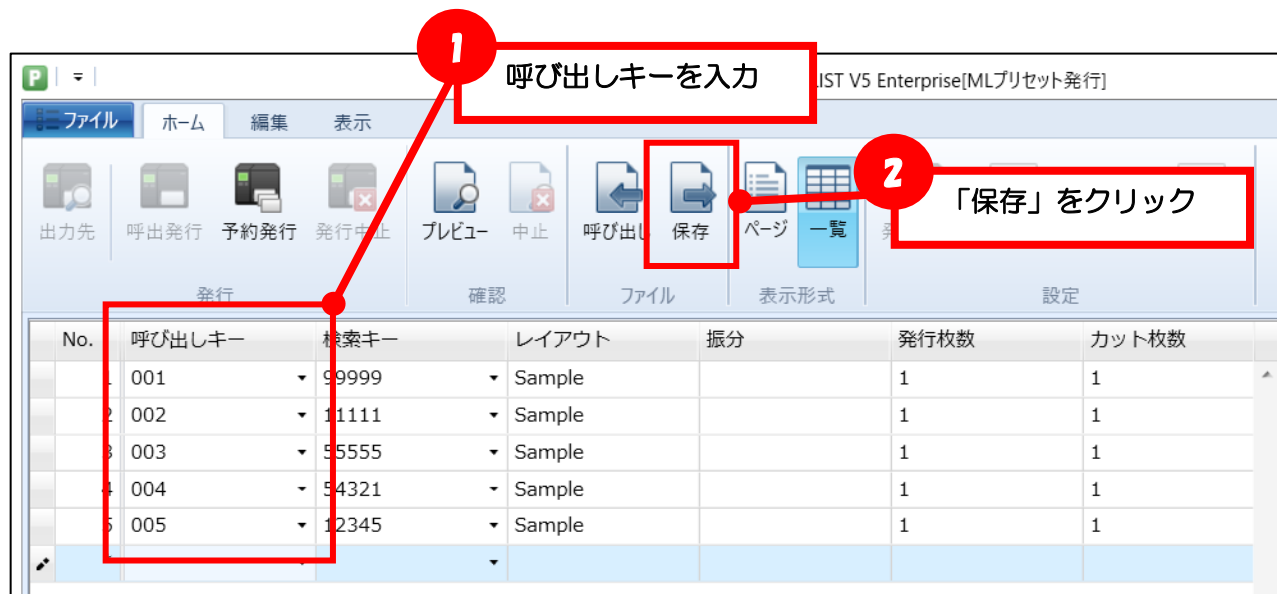 1
呼び出しキーを入力
LIST V5 Enterprise[MLプリセット発行]
ファイル ホーム 編集 表示
2
「保存」をクリック
出力先 呼出発行 予約発行 発行中止 プレビュー 中止 呼び出し 保存 ページ 一覧
発行 確認 ファイル 表示形式 設定
No. 呼び出しキー 検索キー レイアウト 振分 発行枚数 カット枚数
1 001 99999 Sample 1 1
2 002 11111 Sample 1 1
3 003 55555 Sample 1 1
4 004 54321 Sample 1 1
5 005 12345 Sample 1 1